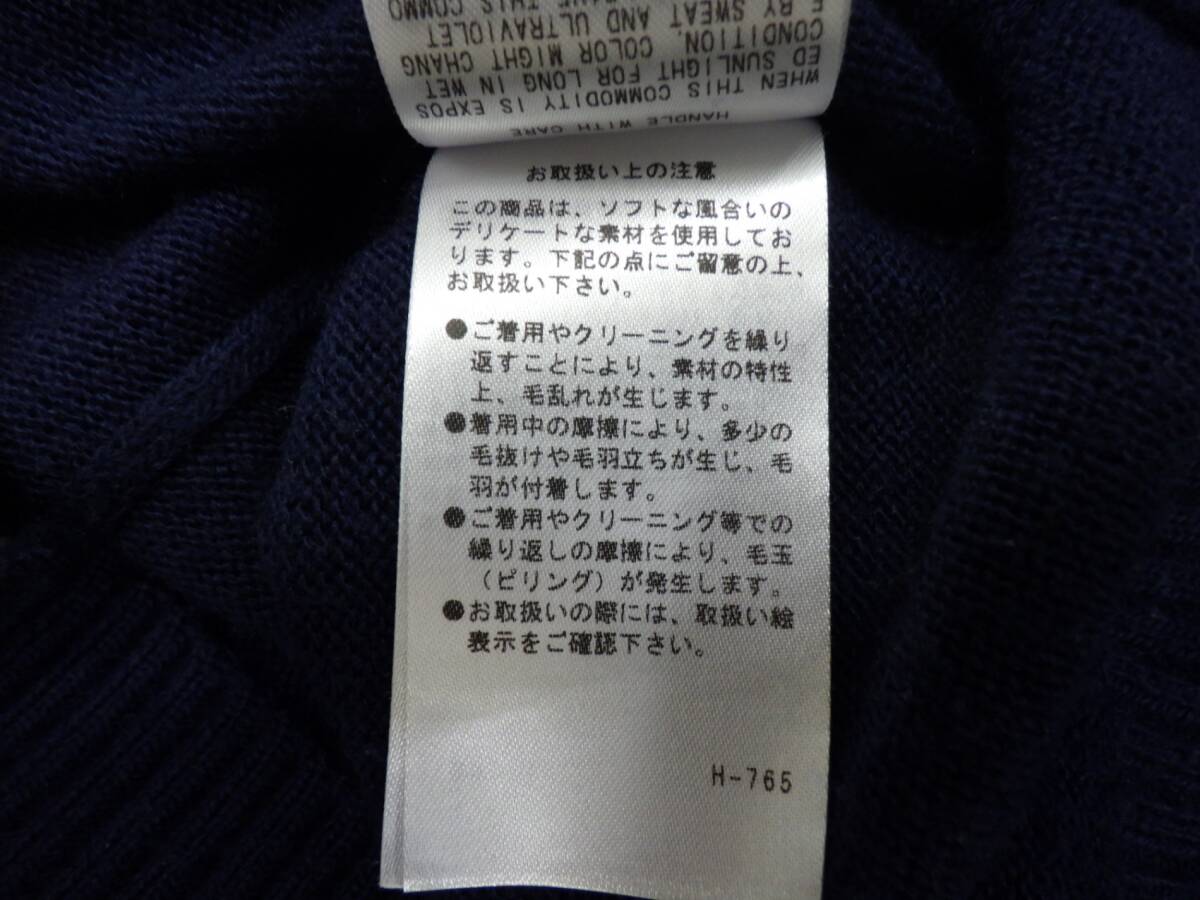 HANDLE WITH CARE
WHEN THIS COMMODITY IS EXPOS
ED SUNLIGHT FOR LONG IN WET
CONDITION, COLOR MIGHT CHANG
E BY SWEAT AND ULTRAVIOLET
THIS COMMO
お取扱い上の注意
この商品は、ソフトな風合いの
デリケートな素材を使用してお
ります。下記の点にご留意の上、
お取扱い下さい。
●ご着用やクリーニングを繰り
返すことにより、素材の特性
上、毛乱れが生じます。
●着用中の摩擦により、多少の
毛抜けや毛羽立ちが生じ、毛
羽が付着します。
●ご着用やクリーニング等での
繰り返しの摩擦により、毛玉
（ピリング）が発生します。
●お取扱いの際には、取扱い絵
表示をご確認下さい。
H-765